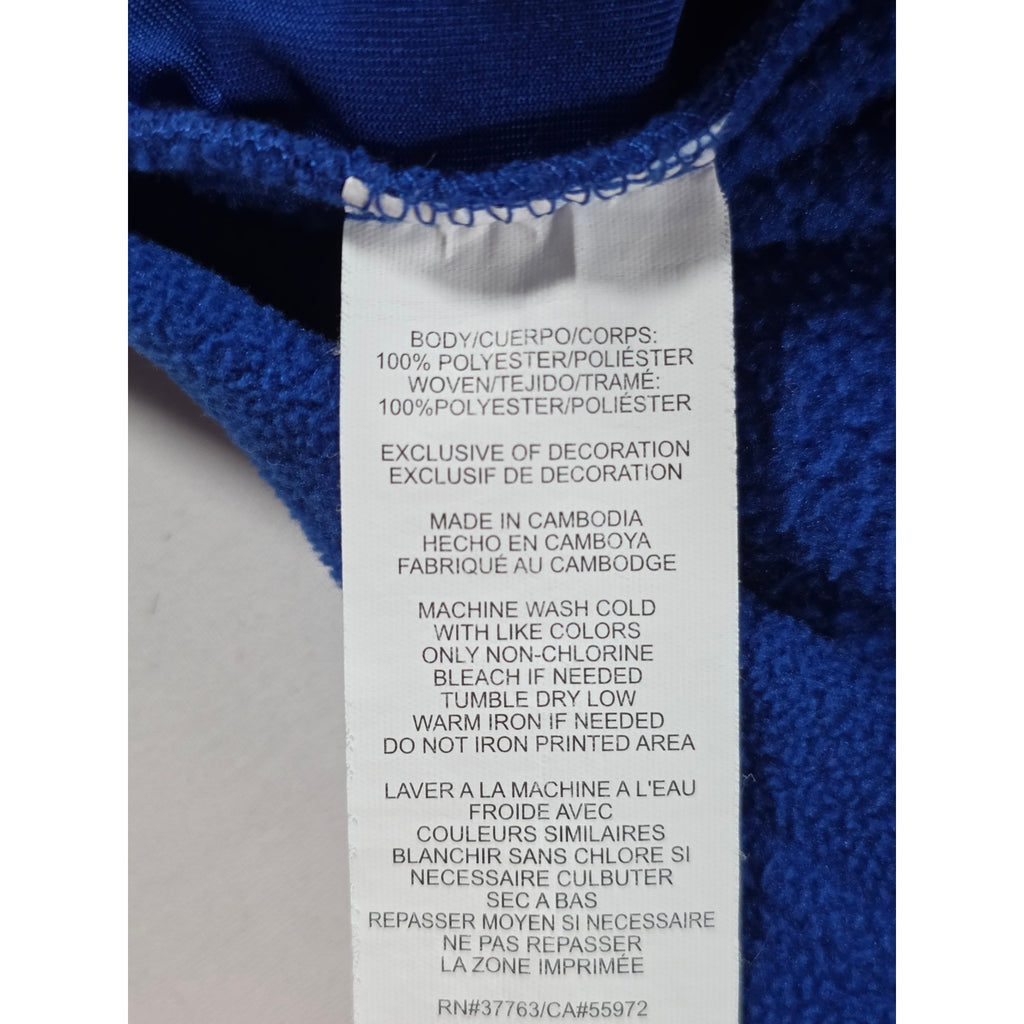 BODY/CUERPO/CORPS:
100% POLYESTER/POLIÉSTER
WOVEN/TEJIDO/TRAMÉ:
100%POLYESTER/POLIÉSTER
EXCLUSIVE OF DECORATION
EXCLUSIF DE DECORATION
MADE IN CAMBODIA
HECHO EN CAMBOYA
FABRIQUÉ AU CAMBODGE
MACHINE WASH COLD
WITH LIKE COLORS
ONLY NON-CHLORINE
BLEACH IF NEEDED
TUMBLE DRY LOW
WARM IRON IF NEEDED
DO NOT IRON PRINTED AREA
LAVER A LA MACHINE A L'EAU
FROIDE AVEC
COULEURS SIMILAIRES
BLANCHIR SANS CHLORE SI
NECESSAIRE CULBUTER
SEC A BAS
REPASSER MOYEN SI NECESSAIRE
NE PAS REPASSER
LA ZONE IMPRIMÉE
RN#37763/CA#55972